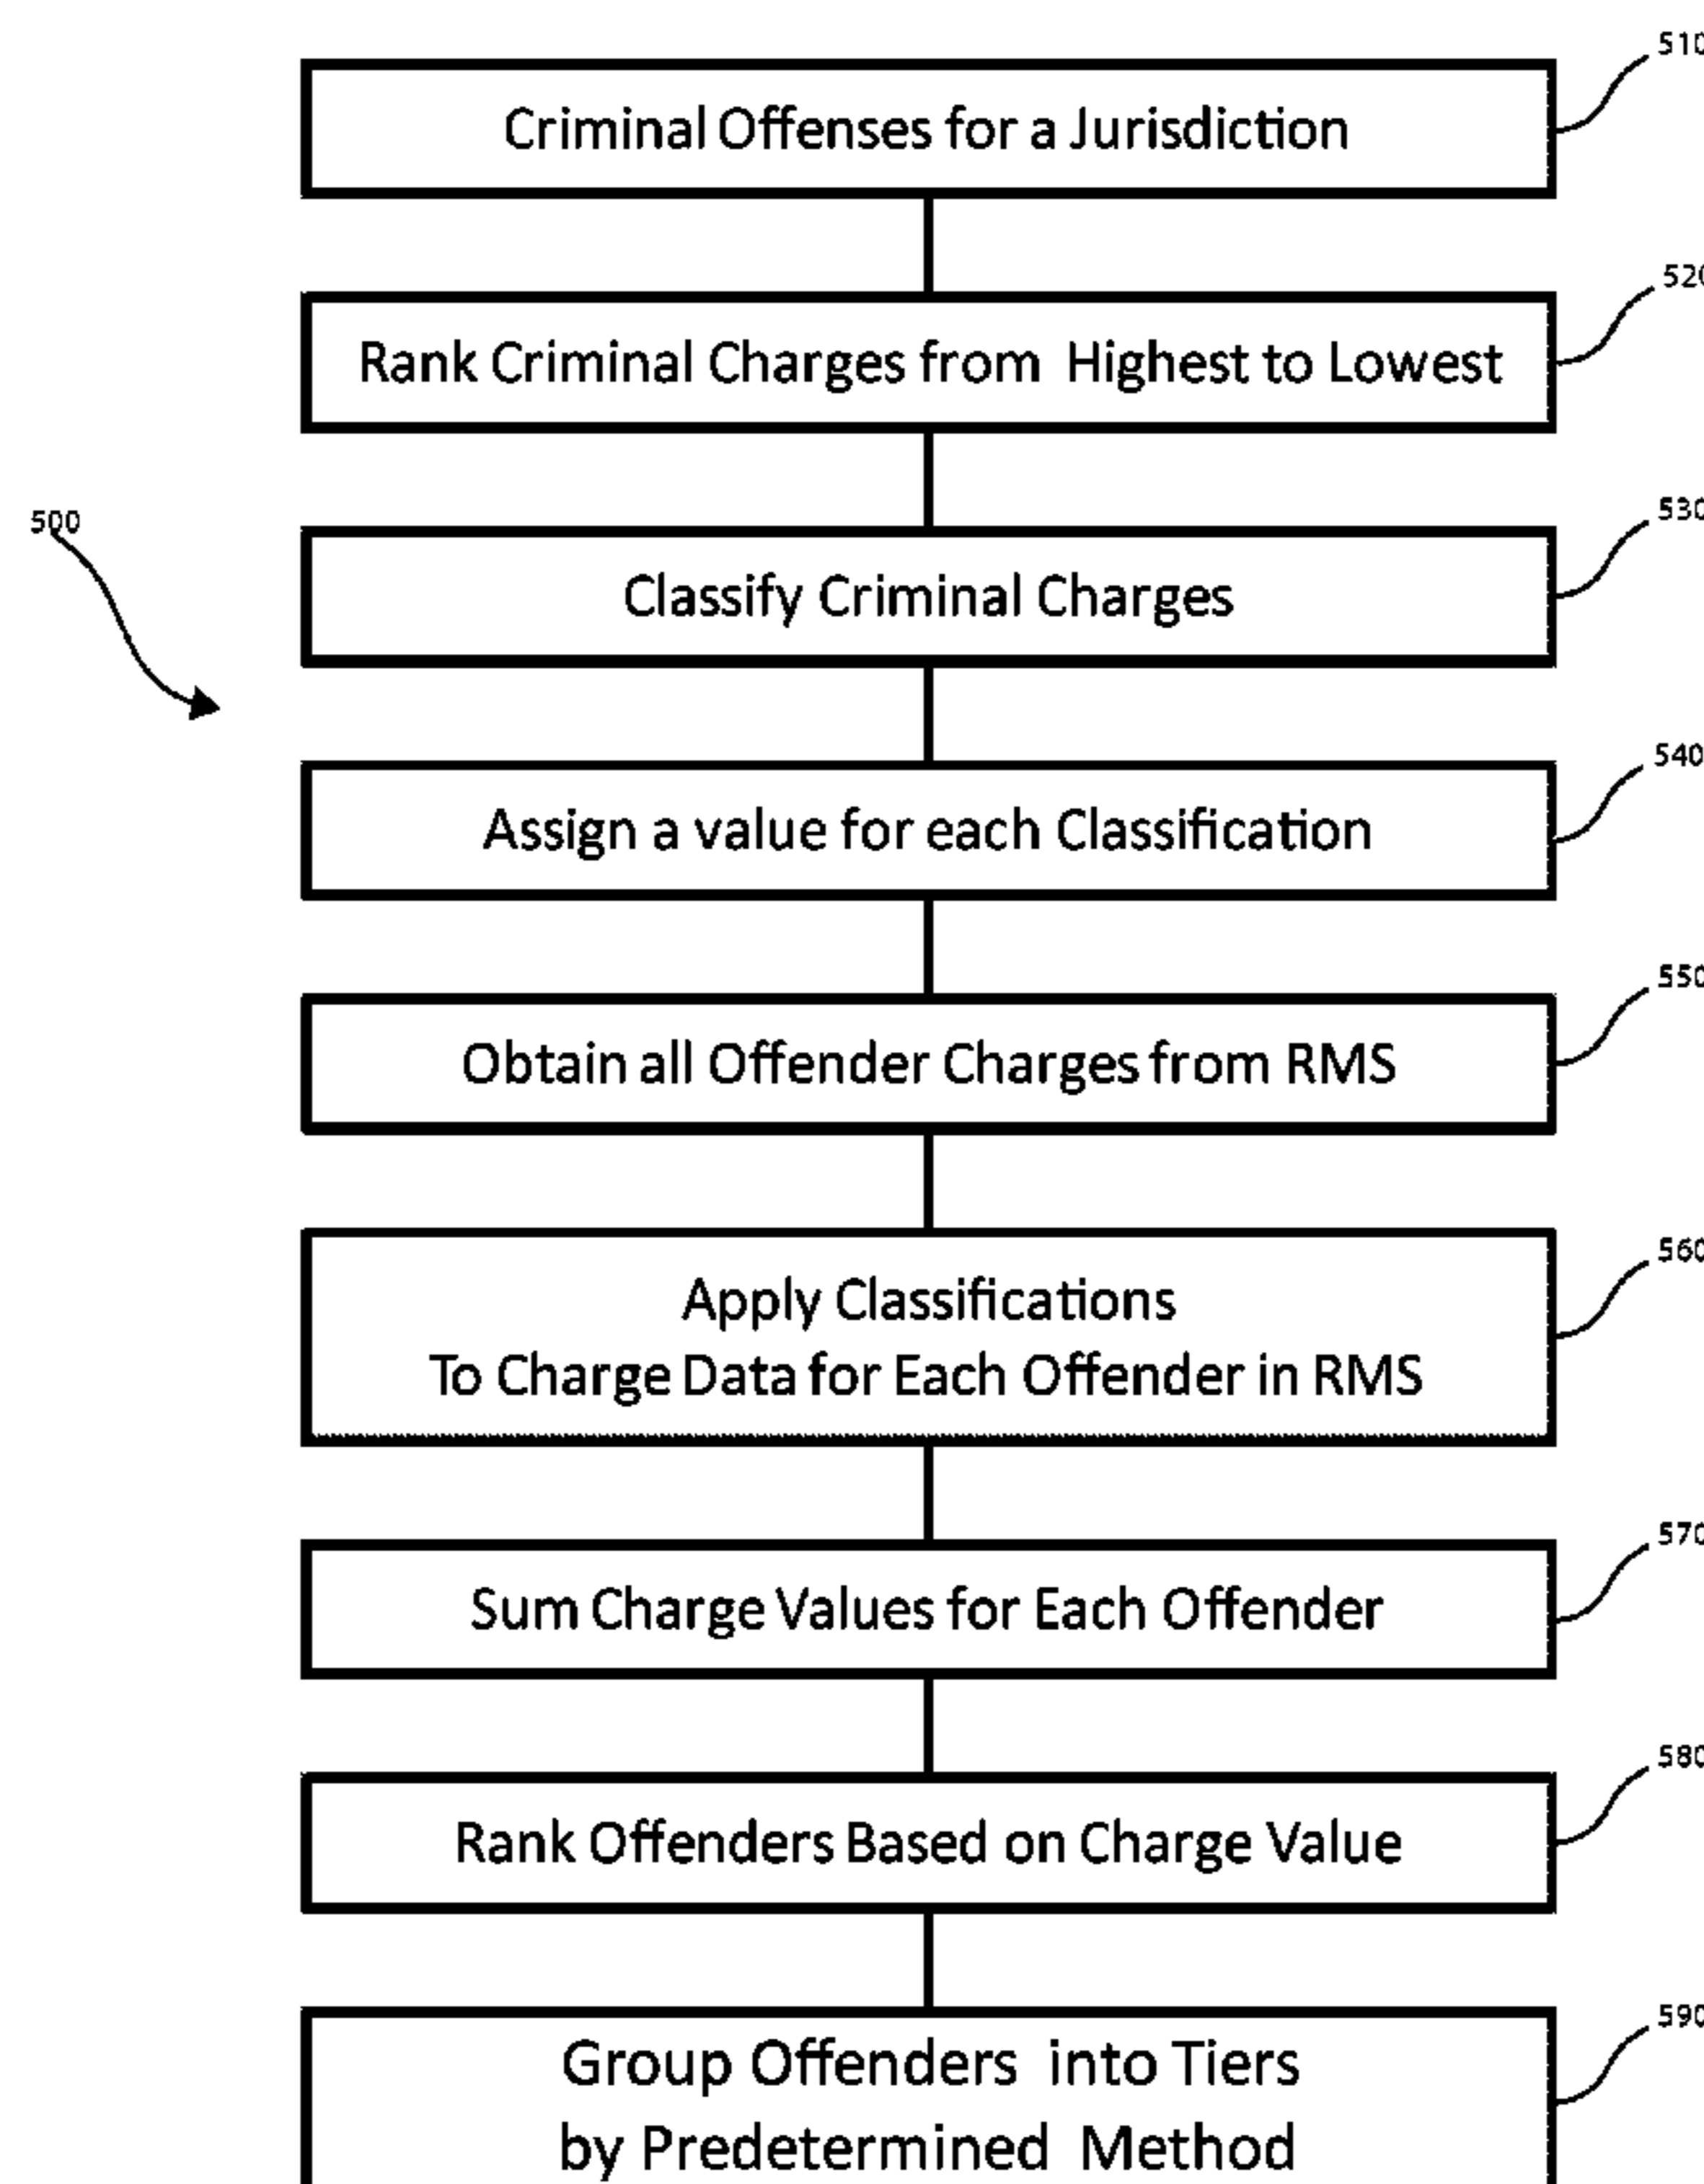 510
Criminal Offenses for a Jurisdiction
520
Rank Criminal Charges from Highest to Lowest
530
Classify Criminal Charges
500
540
Assign a value for each Classification
550
Obtain all Offender Charges from RMS
560
Apply Classifications
To Charge Data for Each Offender in RMS
570
Sum Charge Values for Each Offender
580
Rank Offenders Based on Charge Value
590
Group Offenders into Tiers
by Predetermined Method